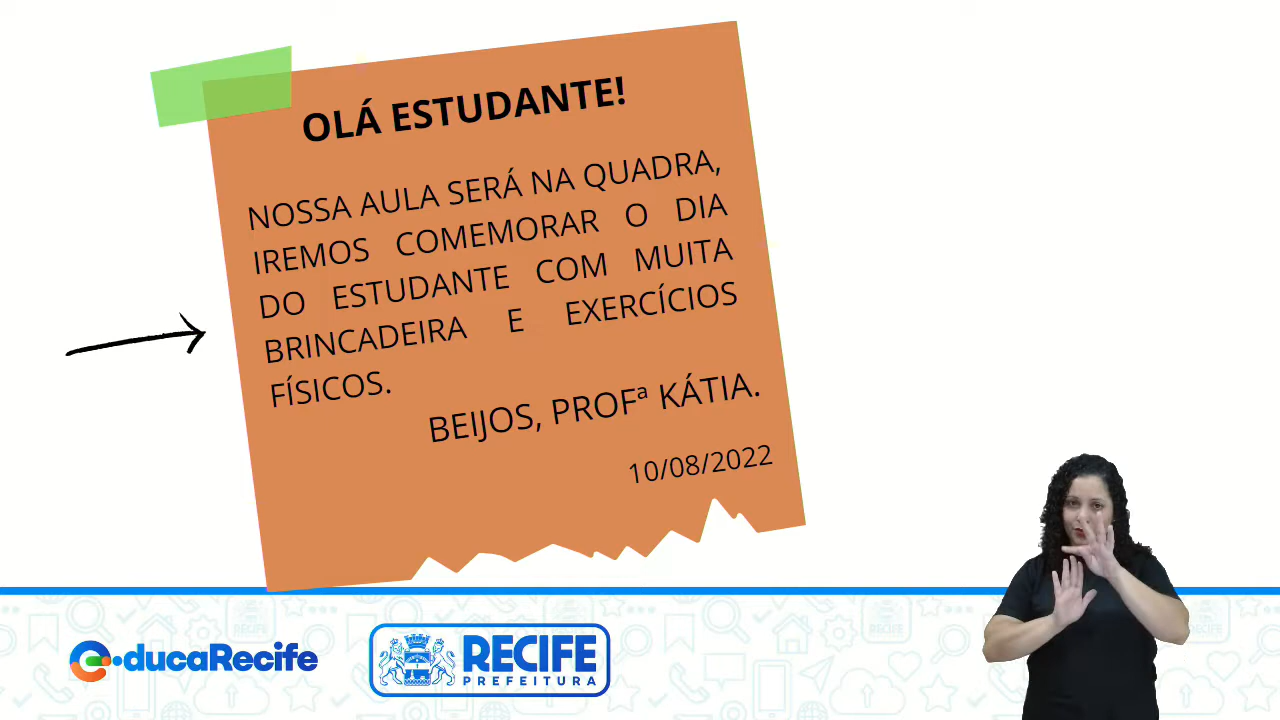 OLÁ ESTUDANTE!
NOSSA AULA SERÁ NA QUADRA,
IREMOS COMEMORAR O DIA
DO ESTUDANTE COM MUITA
BRINCADEIRA E EXERCÍCIOS
FÍSICOS.
BEIJOS, PROFª KÁTIA.
10/08/2022
ducaRecife
RECIFE
PREFEITURA